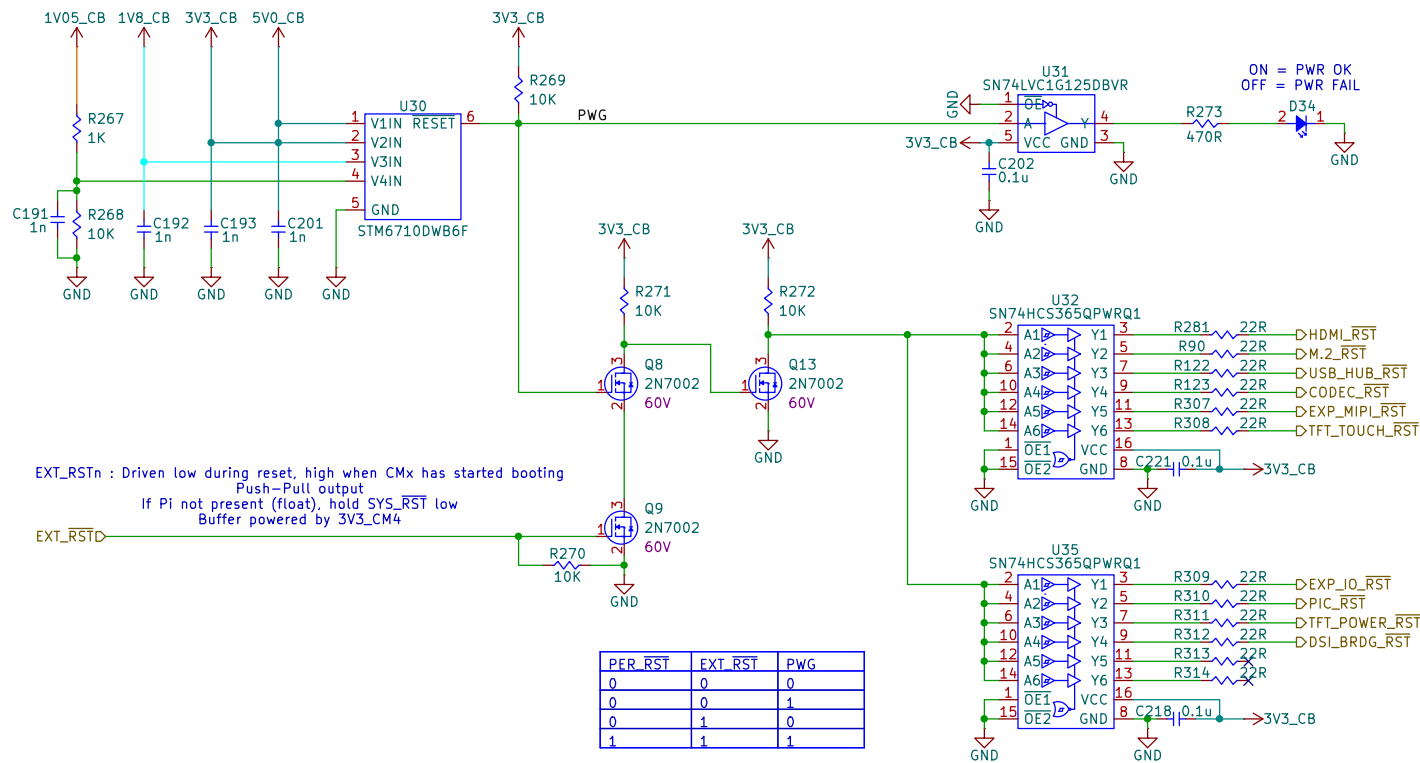 1V05_CB
1V8_CB
3V3_CB
5V0_CB
R267
1K
C191
1n
R268
10K
C192
1n
C193
1n
C201
1n
GND
GND
GND
GND
GND
U30
1 V1IN RESET 6
2 V2IN
3 V3IN
4 V4IN
5 GND
STM6710DWB6F
3V3_CB
R269
10K
PWG
U31
SN74LVC1G125DBVR
GND
1 OE
2 A Y 4
5 VCC GND 3
3V3_CB
C202
0.1u
GND
GND
R273
470R
ON = PWR OK
OFF = PWR FAIL
D34
2 1
GND
3V3_CB
R271
10K
3
Q8
1 2N7002
2 60V
3V3_CB
R272
10K
3
Q13
1 2N7002
2 60V
GND
EXT_RSTn : Driven low during reset, high when CMx has started booting
Push-Pull output
If Pi not present (float), hold SYS_RST low
Buffer powered by 3V3_CM4
EXT_RST
3
Q9
1 2N7002
2 60V
R270
10K
GND
U32
SN74HCS365QPWRQ1
2 A1 Y1 3 R281 22R HDMI_RST
4 A2 Y2 5 R90 22R M.2_RST
6 A3 Y3 7 R122 22R USB_HUB_RST
10 A4 Y4 9 R123 22R CODEC_RST
12 A5 Y5 11 R307 22R EXP_MIPI_RST
14 A6 Y6 13 R308 22R TFT_TOUCH_RST
1 OE1 VCC 16
15 OE2 GND 8 C221 0.1u 3V3_CB
GND
GND
U35
SN74HCS365QPWRQ1
2 A1 Y1 3 R309 22R EXP_IO_RST
4 A2 Y2 5 R310 22R PIC_RST
6 A3 Y3 7 R311 22R TFT_POWER_RST
10 A4 Y4 9 R312 22R DSI_BRDG_RST
12 A5 Y5 11 R313 22R
14 A6 Y6 13 R314 22R
1 OE1 VCC 16
15 OE2 GND 8 C218 0.1u 3V3_CB
GND
GND
PER_RST EXT_RST PWG
0 0 0
0 0 1
0 1 0
1 1 1